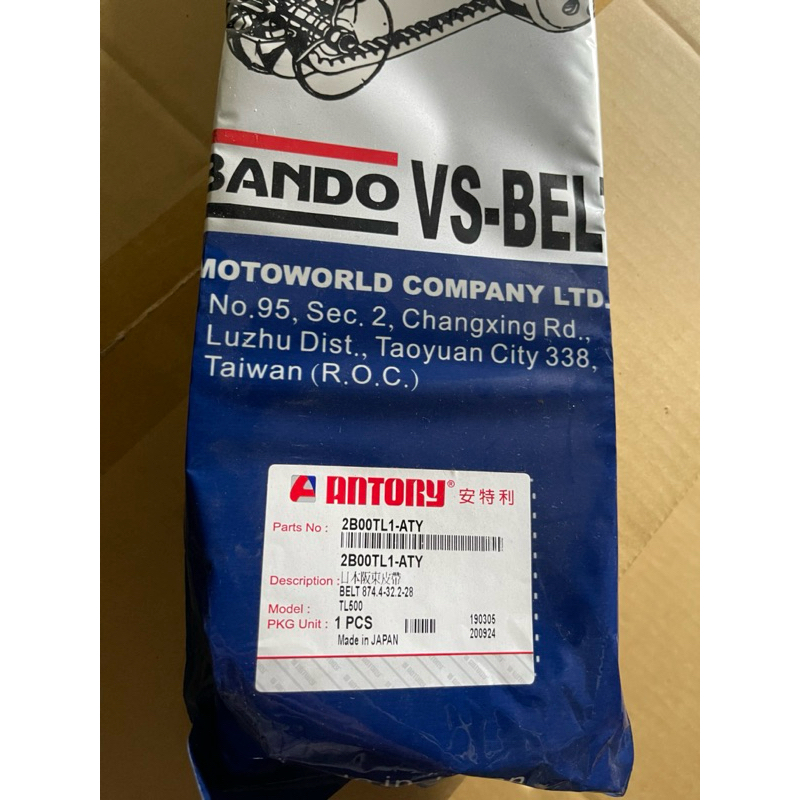 BANDO VS-BEL
MOTOWORLD COMPANY LTD.
No.95, Sec. 2, Changxing Rd.,
Luzhu Dist., Taoyuan City 338,
Taiwan (R.O.C.)
ANTORY® 安特利
Parts No : 2B00TL1-ATY
2B00TL1-ATY
Description : 日本阪東皮帶
BELT 874.4-32.2-28
Model : TL500
PKG Unit : 1 PCS 190305
Made in JAPAN 200924